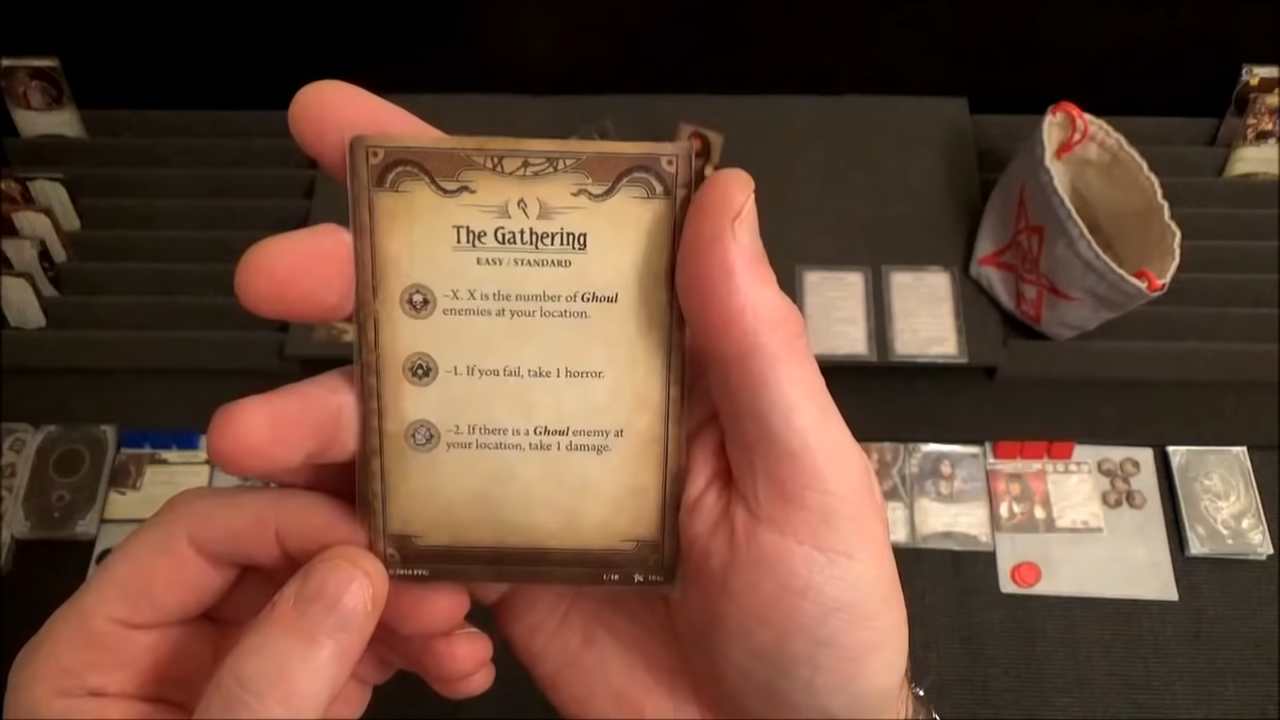 The Gathering
EASY / STANDARD
–X. X is the number of Ghoul
enemies at your location.
–1. If you fail, take 1 horror.
–2. If there is a Ghoul enemy at
your location, take 1 damage.
©2016 FFG
1/16 104